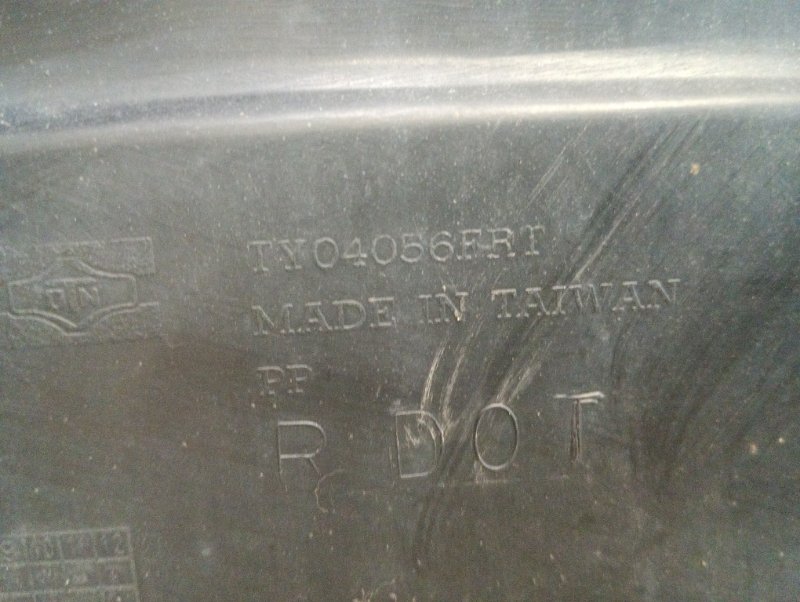 TY04056FRT
MADE IN TAIWAN
PP
R DOT